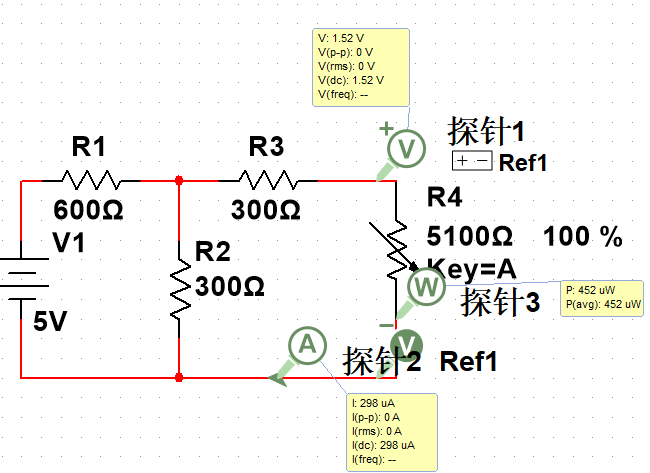 V: 1.52 V
V(p-p): 0 V
V(rms): 0 V
V(dc): 1.52 V
V(freq): --
+
V
探针1
+ -
Ref1
R1
R3
R4
600Ω
300Ω
5100Ω 100 %
V1
R2
Key=A
300Ω
W
探针3
P: 452 uW
P(avg): 452 uW
5V
A
V
探针2
Ref1
I: 298 uA
I(p-p): 0 A
I(rms): 0 A
I(dc): 298 uA
I(freq): --